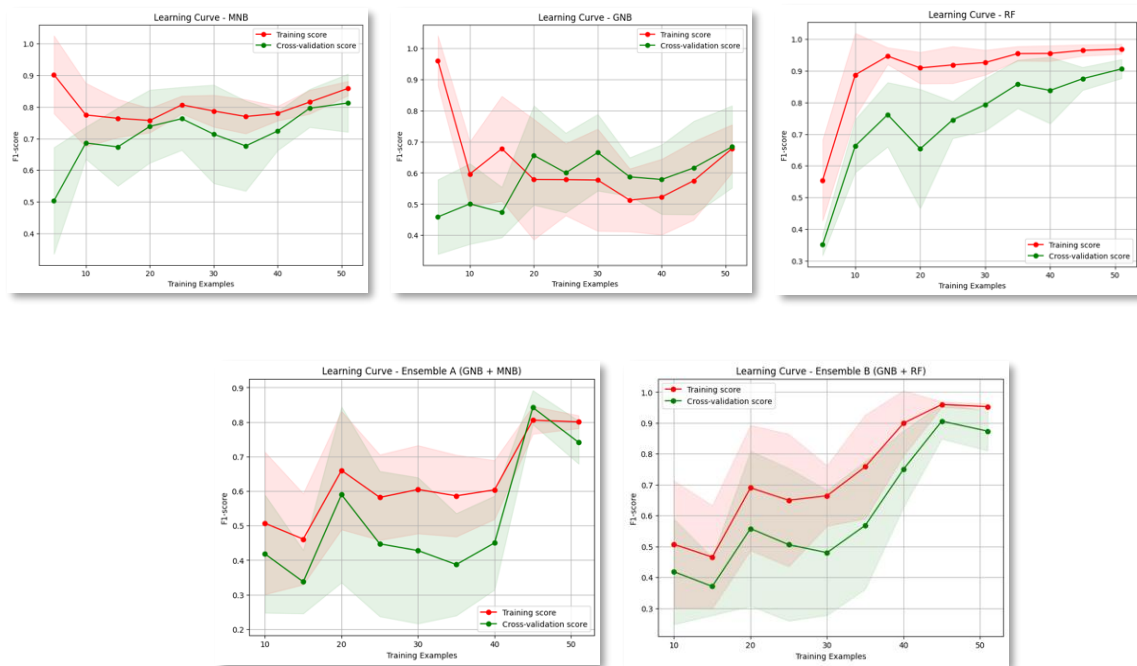 Learning Curve - MNB
Training score
Cross-validation score
1.0
0.9
0.8
0.7
0.6
0.5
0.4
F1-score
10 20 30 40 50
Training Examples
Learning Curve - GNB
Training score
Cross-validation score
1.0
0.9
0.8
0.7
0.6
0.5
0.4
F1-score
10 20 30 40 50
Training Examples
Learning Curve - RF
1.0
0.9
0.8
0.7
0.6
0.5
0.4
0.3
F1-score
Training score
Cross-validation score
10 20 30 40 50
Training Examples
Learning Curve - Ensemble A (GNB + MNB)
0.9
0.8
0.7
0.6
0.5
0.4
0.3
0.2
F1-score
Training score
Cross-validation score
10 20 30 40 50
Training Examples
Learning Curve - Ensemble B (GNB + RF)
Training score
Cross-validation score
1.0
0.9
0.8
0.7
0.6
0.5
0.4
0.3
F1-score
10 20 30 40 50
Training Examples